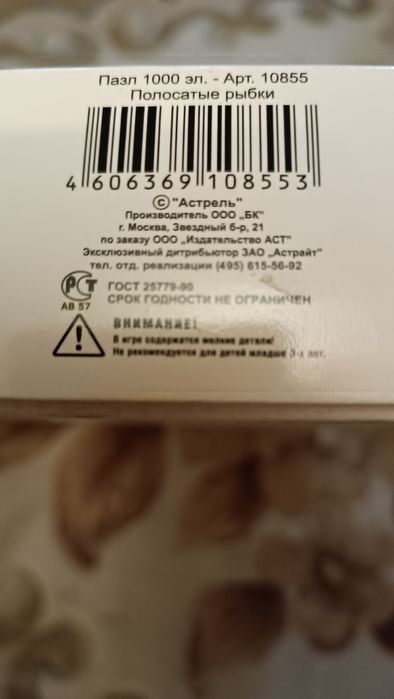 Пазл 1000 эл. - Арт. 10855
Полосатые рыбки
4 606369 108553
© "Астрель"
Производитель ООО „БК"
г. Москва, Звездный б-р, 21
по заказу ООО „Издательство АСТ"
Эксклюзивный дитрибьютор ЗАО „Астрайт"
тел. отд. реализации (495) 615-56-92
РСТ
АВ 57
ГОСТ 25779-90
СРОК ГОДНОСТИ НЕ ОГРАНИЧЕН
ВНИМАНИЕ!
В игре содержатся мелкие детали!
Не рекомендуется для детей младше 3-х лет.